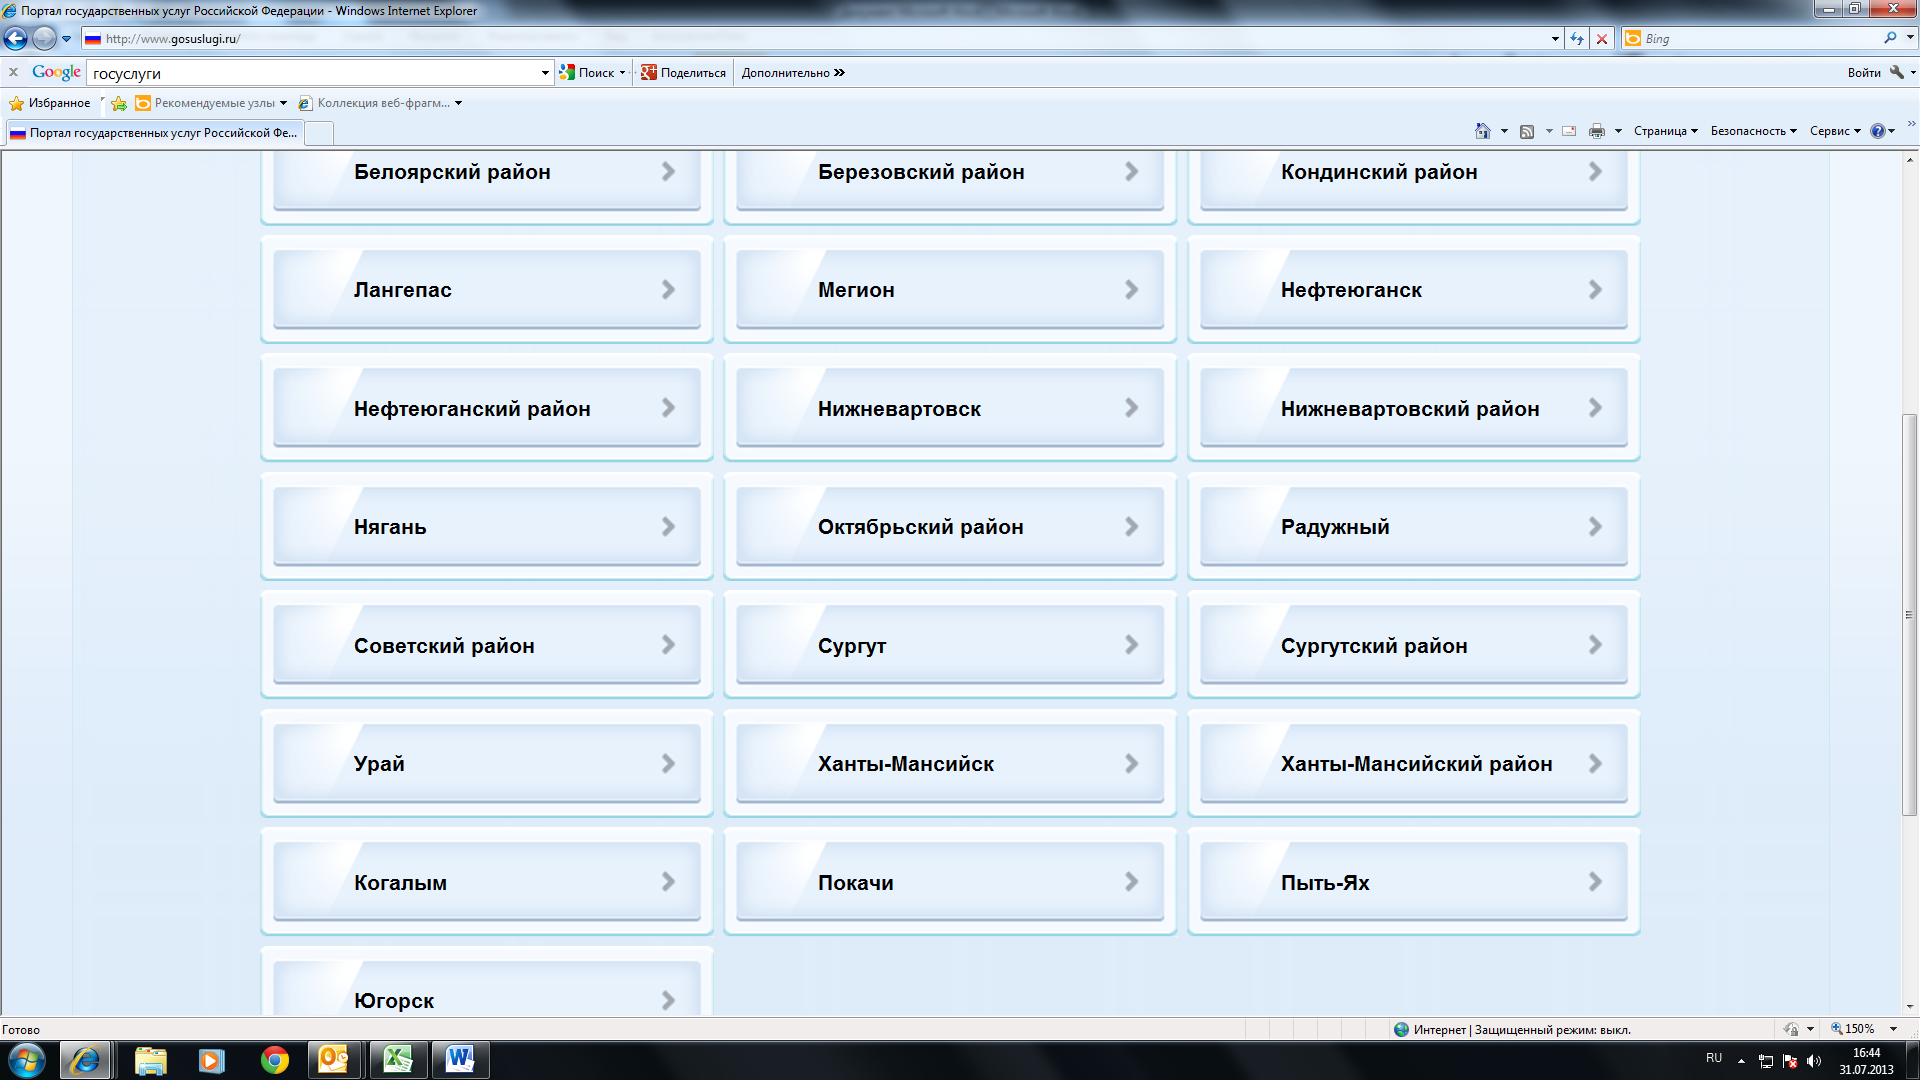 Портал государственных услуг Российской Федерации - Windows Internet Explorer
http://www.gosuslugi.ru/
Bing
Google
госуслуги
Поиск
Поделиться
Дополнительно
Войти
Избранное
Рекомендуемые узлы
Коллекция веб-фрагм...
Портал государственных услуг Российской Фе...
Страница
Безопасность
Сервис
Белоярский район
Березовский район
Кондинский район
Лангепас
Мегион
Нефтеюганск
Нефтеюганский район
Нижневартовск
Нижневартовский район
Нягань
Октябрьский район
Радужный
Советский район
Сургут
Сургутский район
Урай
Ханты-Мансийск
Ханты-Мансийский район
Когалым
Покачи
Пыть-Ях
Югорск
Готово
Интернет | Защищенный режим: выкл.
150%
RU
16:44
31.07.2013